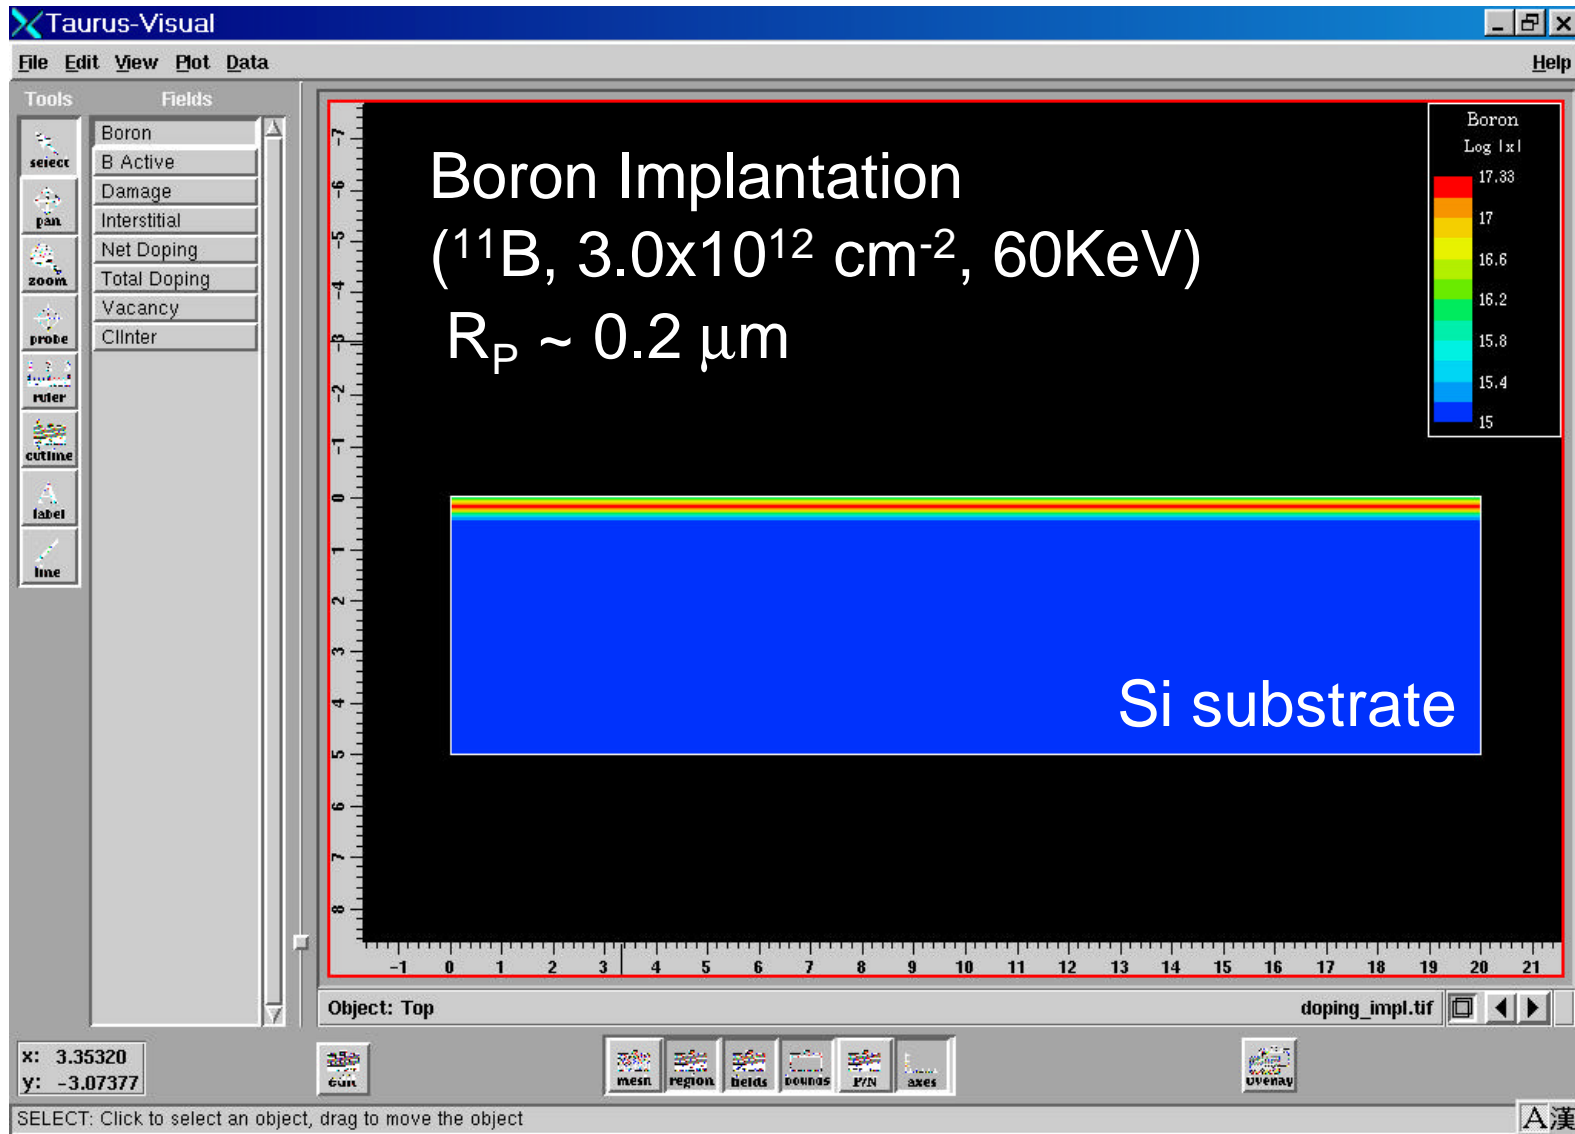 Taurus-Visual
File Edit View Plot Data Help
Tools Fields
select
pan
zoom
probe
ruler
cutline
label
line
Boron
B Active
Damage
Interstitial
Net Doping
Total Doping
Vacancy
ClInter
Boron Implantation
(¹¹B, 3.0x10¹² cm⁻², 60KeV)
R_P ~ 0.2 μm
Boron
Log |x|
17.33
17
16.6
16.2
15.8
15.4
15
Si substrate
-7
-6
-5
-4
-3
-2
-1
0
1
2
3
4
5
6
7
8
-1 0 1 2 3 4 5 6 7 8 9 10 11 12 13 14 15 16 17 18 19 20 21
Object: Top doping_impl.tif
x: 3.35320
y: -3.07377
mesh region fields bounds P/N axes
SELECT: Click to select an object, drag to move the object
A漢